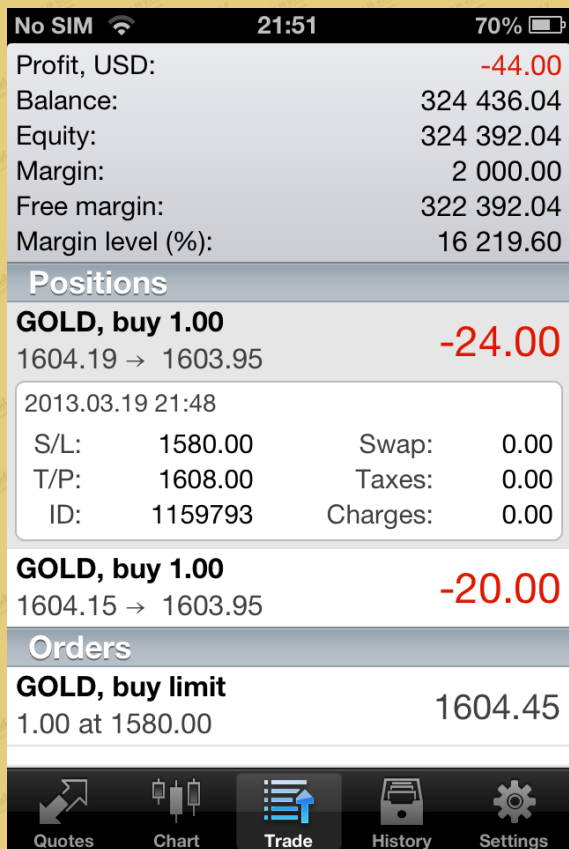 No SIM 21:51 70%
Profit, USD: -44.00
Balance: 324 436.04
Equity: 324 392.04
Margin: 2 000.00
Free margin: 322 392.04
Margin level (%): 16 219.60
Positions
GOLD, buy 1.00 -24.00
1604.19 → 1603.95
2013.03.19 21:48
S/L: 1580.00 Swap: 0.00
T/P: 1608.00 Taxes: 0.00
ID: 1159793 Charges: 0.00
GOLD, buy 1.00 -20.00
1604.15 → 1603.95
Orders
GOLD, buy limit 1604.45
1.00 at 1580.00
Quotes Chart Trade History Settings